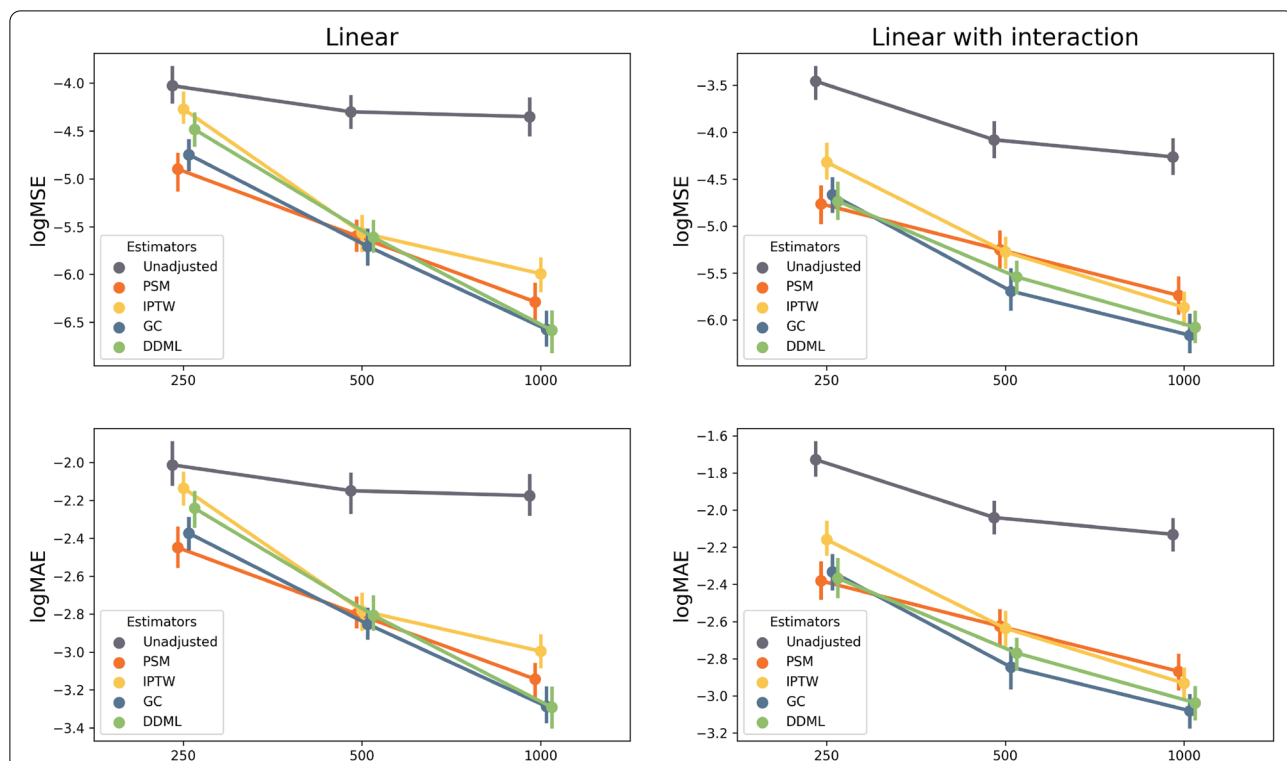 Linear
Linear with interaction
logMSE
−4.0
−4.5
−5.0
−5.5
−6.0
−6.5
Estimators
Unadjusted
PSM
IPTW
GC
DDML
250
500
1000
logMSE
−3.5
−4.0
−4.5
−5.0
−5.5
−6.0
Estimators
Unadjusted
PSM
IPTW
GC
DDML
250
500
1000
logMAE
−2.0
−2.2
−2.4
−2.6
−2.8
−3.0
−3.2
−3.4
Estimators
Unadjusted
PSM
IPTW
GC
DDML
250
500
1000
logMAE
−1.6
−1.8
−2.0
−2.2
−2.4
−2.6
−2.8
−3.0
−3.2
Estimators
Unadjusted
PSM
IPTW
GC
DDML
250
500
1000